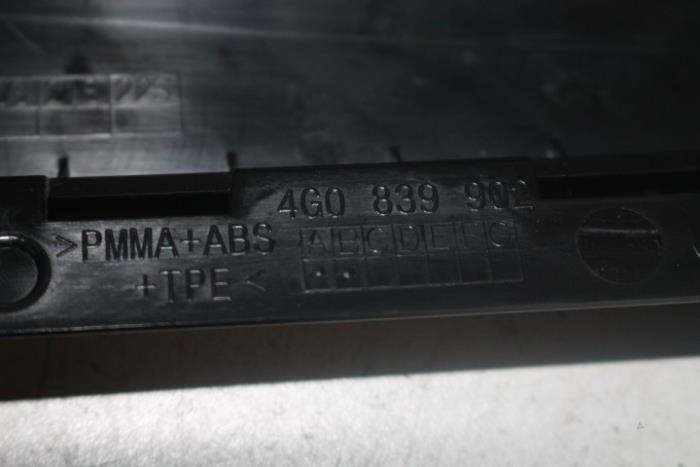 4G0 839 902
>PMMA+ABS
+TPE<
A B C D E F G